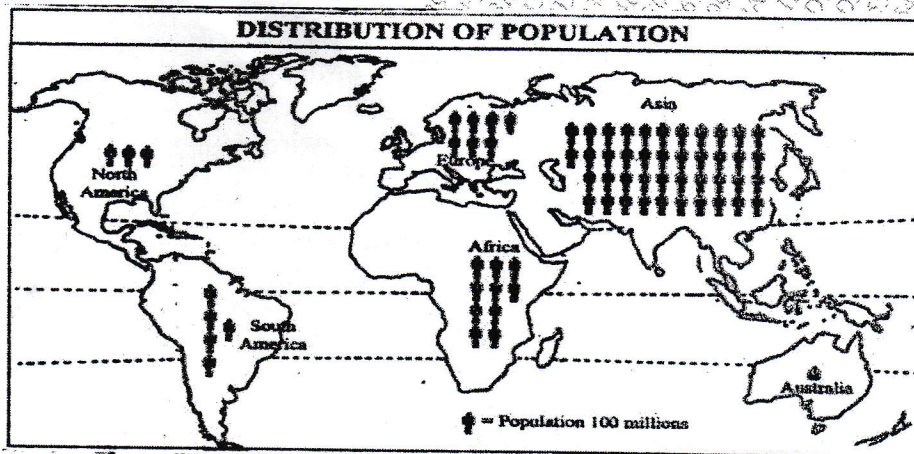 DISTRIBUTION OF POPULATION
Asia
Europe
North
America
Africa
South
America
Australia
= Population 100 millions